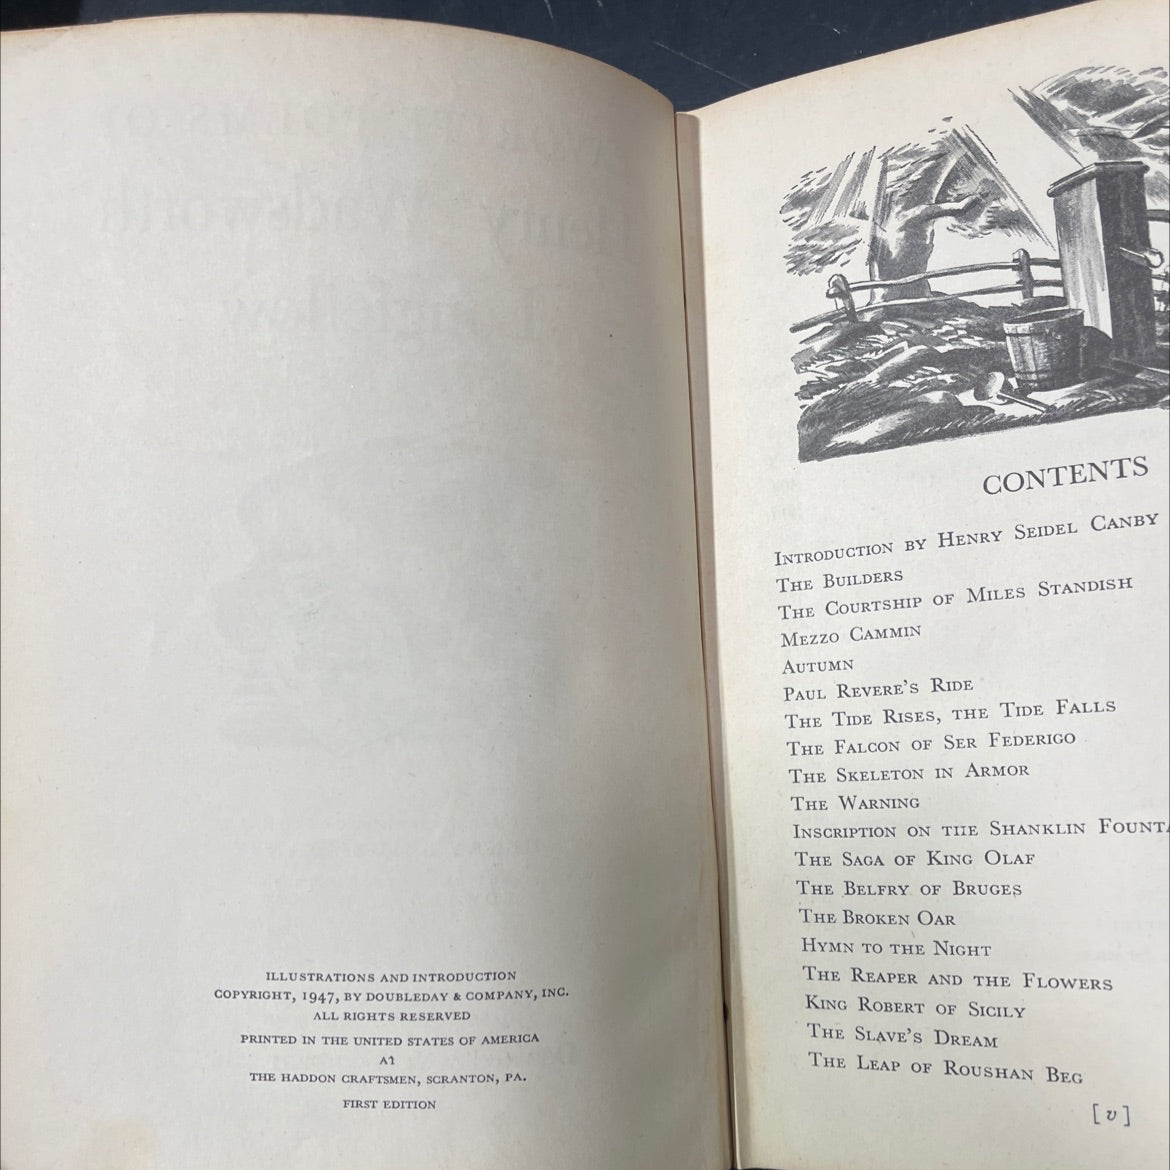 ILLUSTRATIONS AND INTRODUCTION
COPYRIGHT, 1947, BY DOUBLEDAY & COMPANY, INC.
ALL RIGHTS RESERVED
PRINTED IN THE UNITED STATES OF AMERICA
AT
THE HADDON CRAFTSMEN, SCRANTON, PA.
FIRST EDITION
CONTENTS
INTRODUCTION BY HENRY SEIDEL CANBY
THE BUILDERS
THE COURTSHIP OF MILES STANDISH
MEZZO CAMMIN
AUTUMN
PAUL REVERE'S RIDE
THE TIDE RISES, THE TIDE FALLS
THE FALCON OF SER FEDERIGO
THE SKELETON IN ARMOR
THE WARNING
INSCRIPTION ON THE SHANKLIN FOUNTA
THE SAGA OF KING OLAF
THE BELFRY OF BRUGES
THE BROKEN OAR
HYMN TO THE NIGHT
THE REAPER AND THE FLOWERS
KING ROBERT OF SICILY
THE SLAVE'S DREAM
THE LEAP OF ROUSHAN BEG
[v]